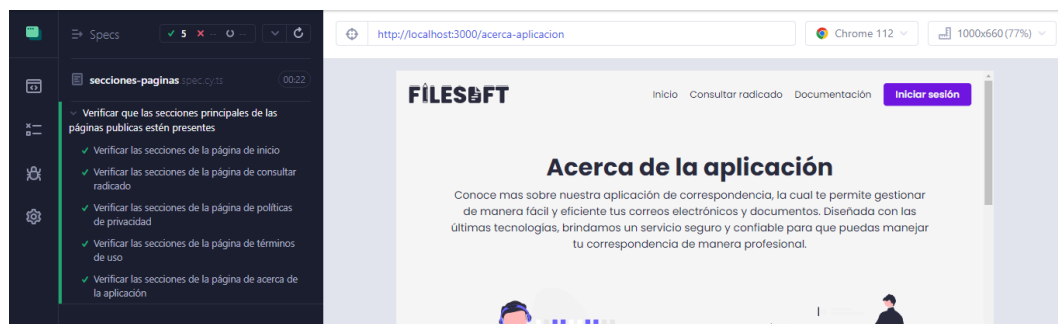 Specs
5
--
--
http://localhost:3000/acerca-aplicacion
Chrome 112
1000x660 (77%)
secciones-paginas spec.cy.ts
00:22
Verificar que las secciones principales de las
páginas publicas estén presentes
Verificar las secciones de la página de inicio
Verificar las secciones de la página de consultar
radicado
Verificar las secciones de la página de políticas
de privacidad
Verificar las secciones de la página de términos
de uso
Verificar las secciones de la página de acerca de
la aplicación
FILESOFT
Inicio
Consultar radicado
Documentación
Iniciar sesión
Acerca de la aplicación
Conoce mas sobre nuestra aplicación de correspondencia, la cual te permite gestionar
de manera fácil y eficiente tus correos electrónicos y documentos. Diseñada con las
últimas tecnologías, brindamos un servicio seguro y confiable para que puedas manejar
tu correspondencia de manera profesional.